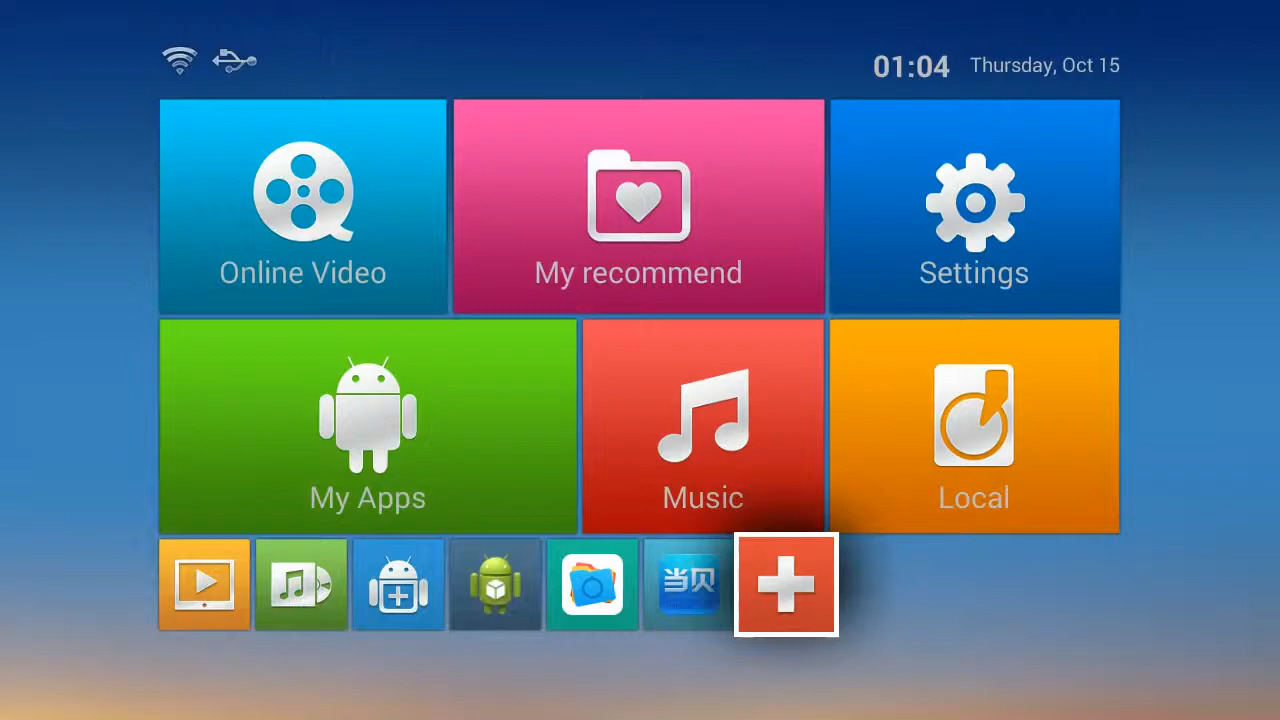 01:04 Thursday, Oct 15
Online Video
My recommend
Settings
My Apps
Music
Local
当贝